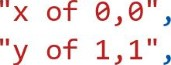 "x of 0,0",
"y of 1,1",